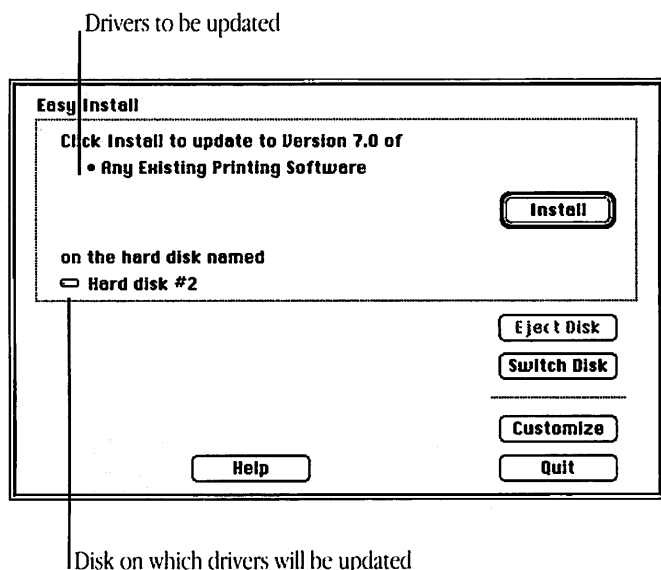 Drivers to be updated
Easy Install
Click Install to update to Version 7.0 of
• Any Existing Printing Software
Install
on the hard disk named
Hard disk #2
Eject Disk
Switch Disk
Customize
Help
Quit
Disk on which drivers will be updated